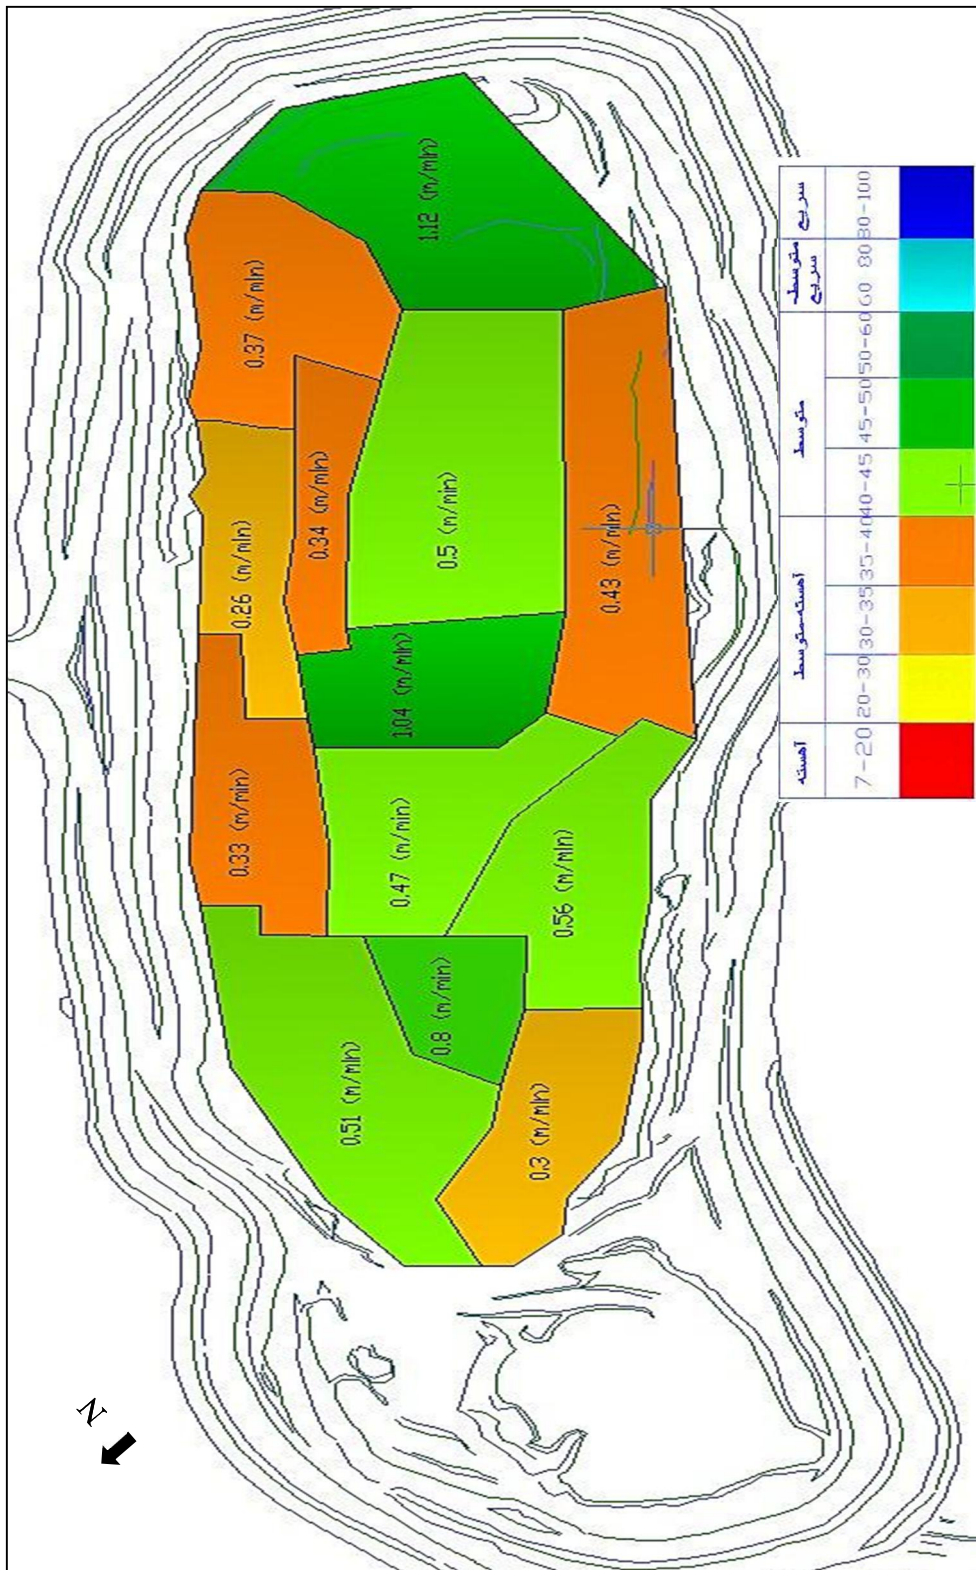 1.12 (m/min)
0.37 (m/min)
0.34 (m/min)
0.5 (m/min)
0.43 (m/min)
0.26 (m/min)
1.04 (m/min)
0.33 (m/min)
0.47 (m/min)
0.56 (m/min)
0.8 (m/min)
0.51 (m/min)
0.3 (m/min)
N
آهسته
آهسته-متوسط
متوسط
متوسط-سریع
سریع
7-20
20-30
30-35
35-40
40-45
45-50
50-60
60 80
80-100